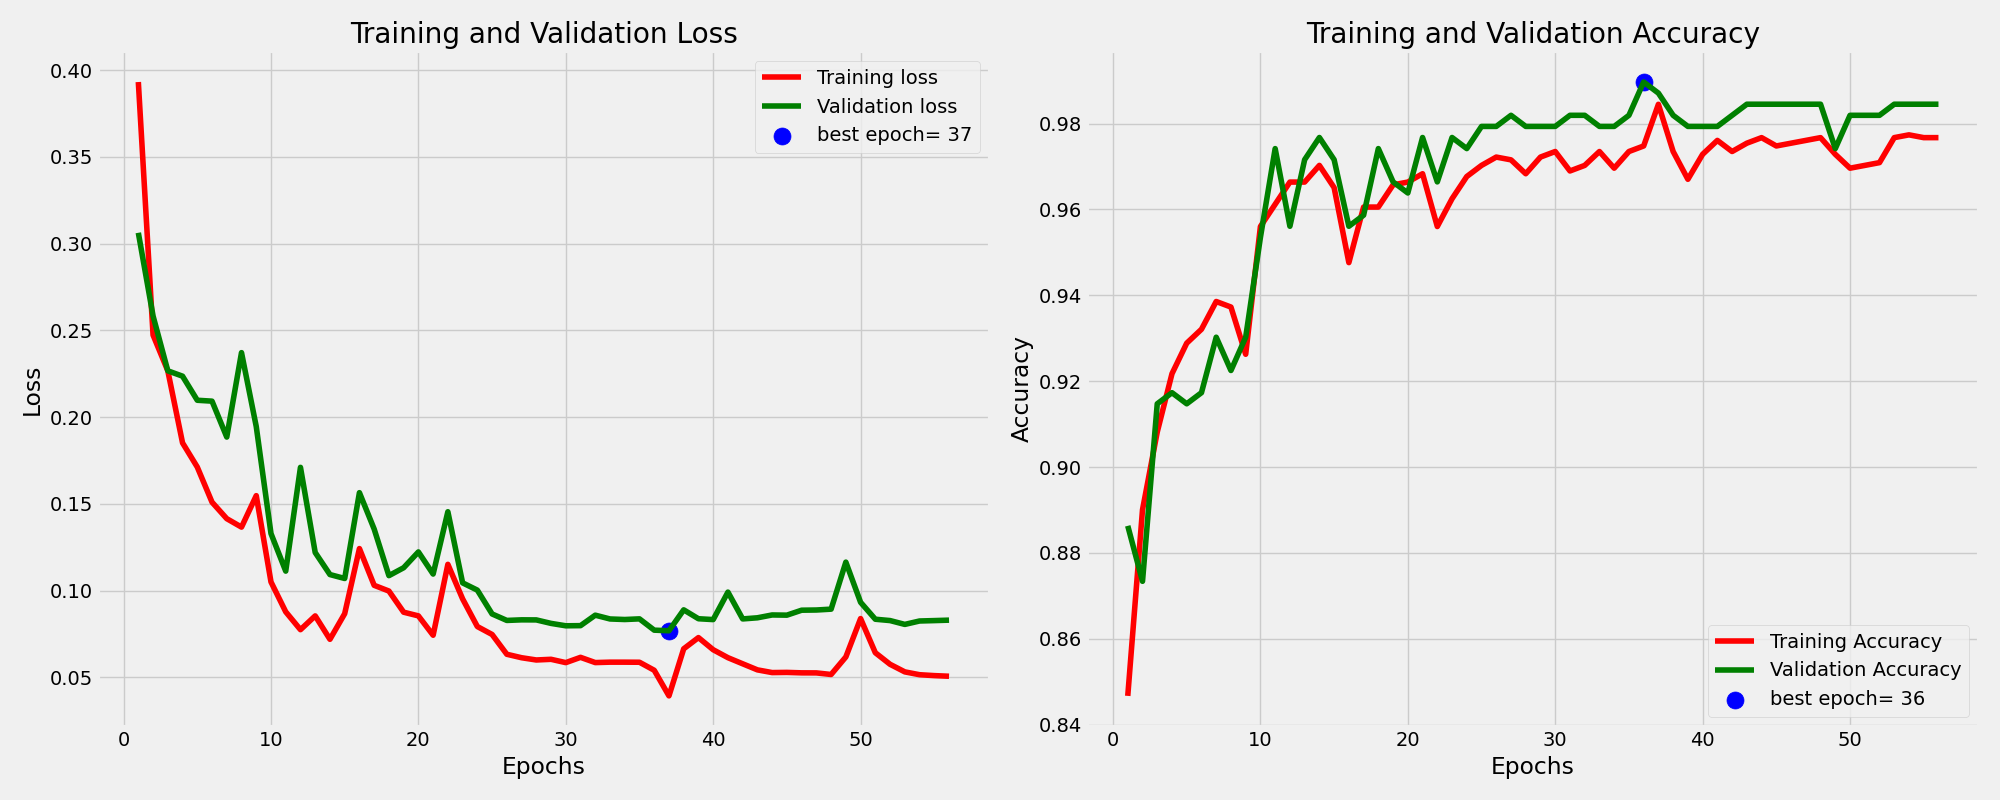 Training and Validation Loss
0.40
0.35
0.30
0.25
0.20
0.15
0.10
0.05
Loss
Training loss
Validation loss
best epoch= 37
0 10 20 30 40 50
Epochs
Training and Validation Accuracy
0.98
0.96
0.94
0.92
0.90
0.88
0.86
0.84
Accuracy
Training Accuracy
Validation Accuracy
best epoch= 36
0 10 20 30 40 50
Epochs